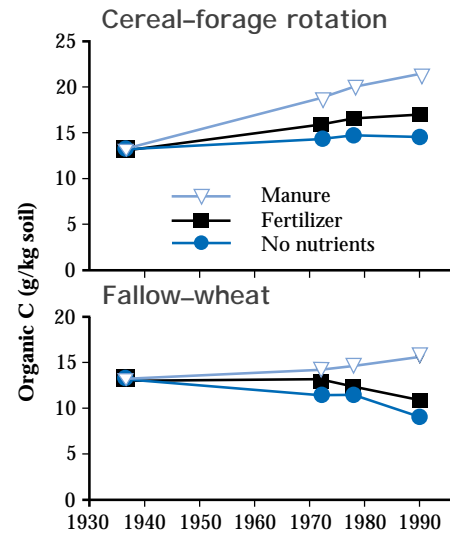 Cereal–forage rotation
25
20
15
10
5
0
Manure
Fertilizer
No nutrients
Organic C (g/kg soil)
Fallow–wheat
20
15
10
5
0
1930 1940 1950 1960 1970 1980 1990